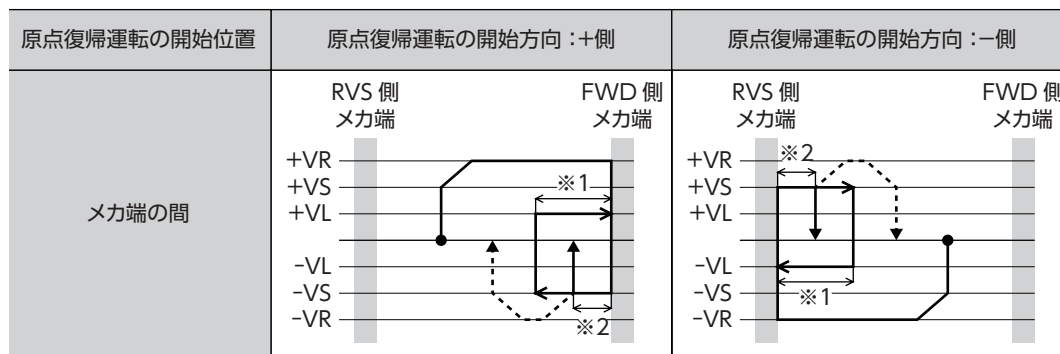 原点復帰運転の開始位置
原点復帰運転の開始方向:+側
原点復帰運転の開始方向:−側
メカ端の間
RVS 側
メカ端
FWD 側
メカ端
+VR
+VS
+VL
−VL
−VS
−VR
※1
※2
RVS 側
メカ端
FWD 側
メカ端
+VR
+VS
+VL
−VL
−VS
−VR
※2
※1